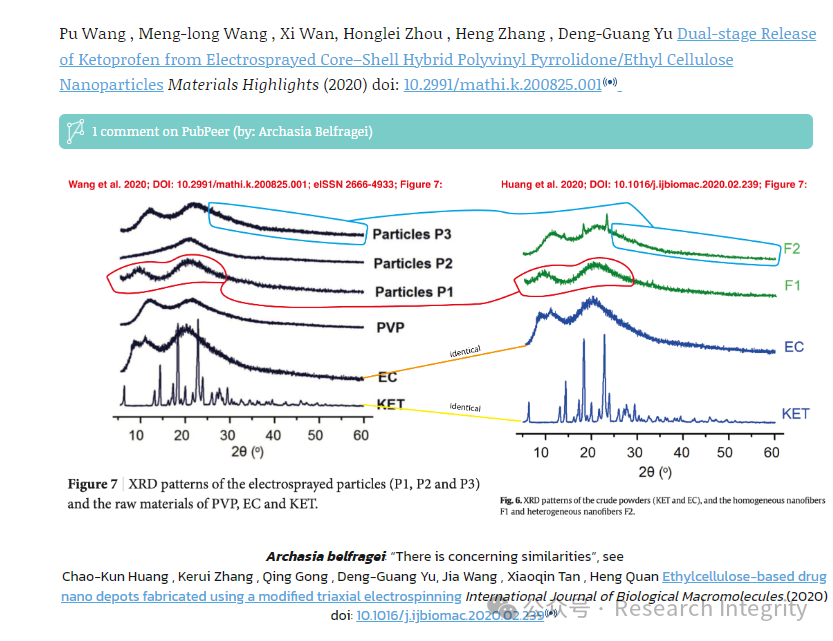 Pu Wang , Meng-long Wang , Xi Wan, Honglei Zhou , Heng Zhang , Deng-Guang Yu Dual-stage Release
of Ketoprofen from Electrosprayed Core–Shell Hybrid Polyvinyl Pyrrolidone/Ethyl Cellulose
Nanoparticles Materials Highlights (2020) doi: 10.2991/mathi.k.200825.001
1 comment on PubPeer (by: Archasia Belfragei)
Wang et al. 2020; DOI: 10.2991/mathi.k.200825.001; eISSN 2666-4933; Figure 7:
Particles P3
Particles P2
Particles P1
PVP
EC
KET
10 20 30 40 50 60
2θ (º)
Figure 7 | XRD patterns of the electrosprayed particles (P1, P2 and P3)
and the raw materials of PVP, EC and KET.
identical
identical
Huang et al. 2020; DOI: 10.1016/j.ijbiomac.2020.02.239; Figure 7:
F2
F1
EC
KET
10 20 30 40 50 60
2θ (º)
Fig. 6. XRD patterns of the crude powders (KET and EC), and the homogeneous nanofibers
F1 and heterogeneous nanofibers F2.
Archasia belfragei: “There is concerning similarities”, see
Chao-Kun Huang , Kerui Zhang , Qing Gong , Deng-Guang Yu, Jia Wang , Xiaoqin Tan , Heng Quan Ethylcellulose-based drug
nano depots fabricated using a modified triaxial electrospinning International Journal of Biological Macromolecules (2020)
doi: 10.1016/j.ijbiomac.2020.02.239
公众号 · Research Integrity